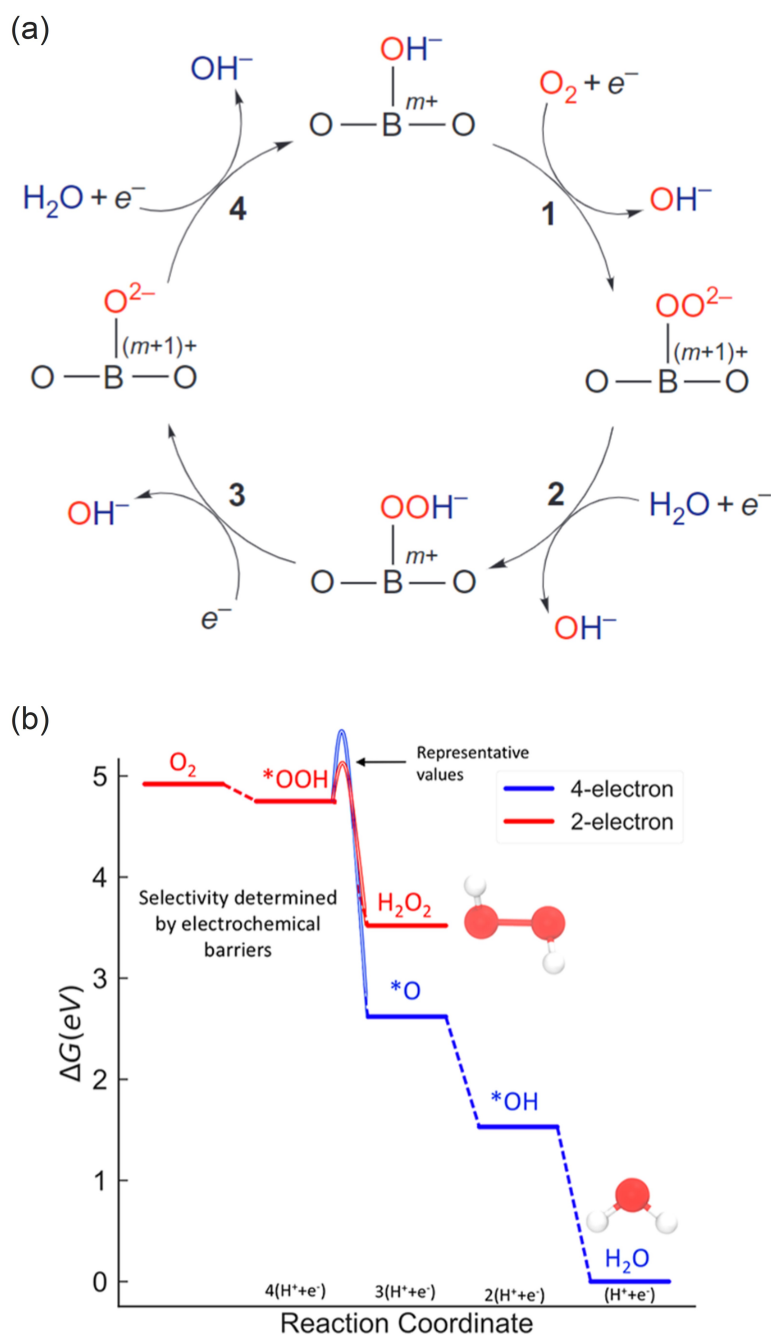 (a)
OH⁻
OH⁻
O₂ + e⁻
m+
O — B — O
H₂O + e⁻
4
1
OH⁻
O²⁻
OO²⁻
(m+1)+
(m+1)+
O — B — O
O — B — O
OH⁻
3
OOH⁻
2
H₂O + e⁻
m+
O — B — O
e⁻
OH⁻
(b)
O₂
*OOH
Representative
values
4-electron
2-electron
Selectivity determined
by electrochemical
barriers
H₂O₂
*O
*OH
H₂O
5
4
3
2
1
0
ΔG(eV)
4(H⁺+e⁻)
3(H⁺+e⁻)
2(H⁺+e⁻)
(H⁺+e⁻)
Reaction Coordinate